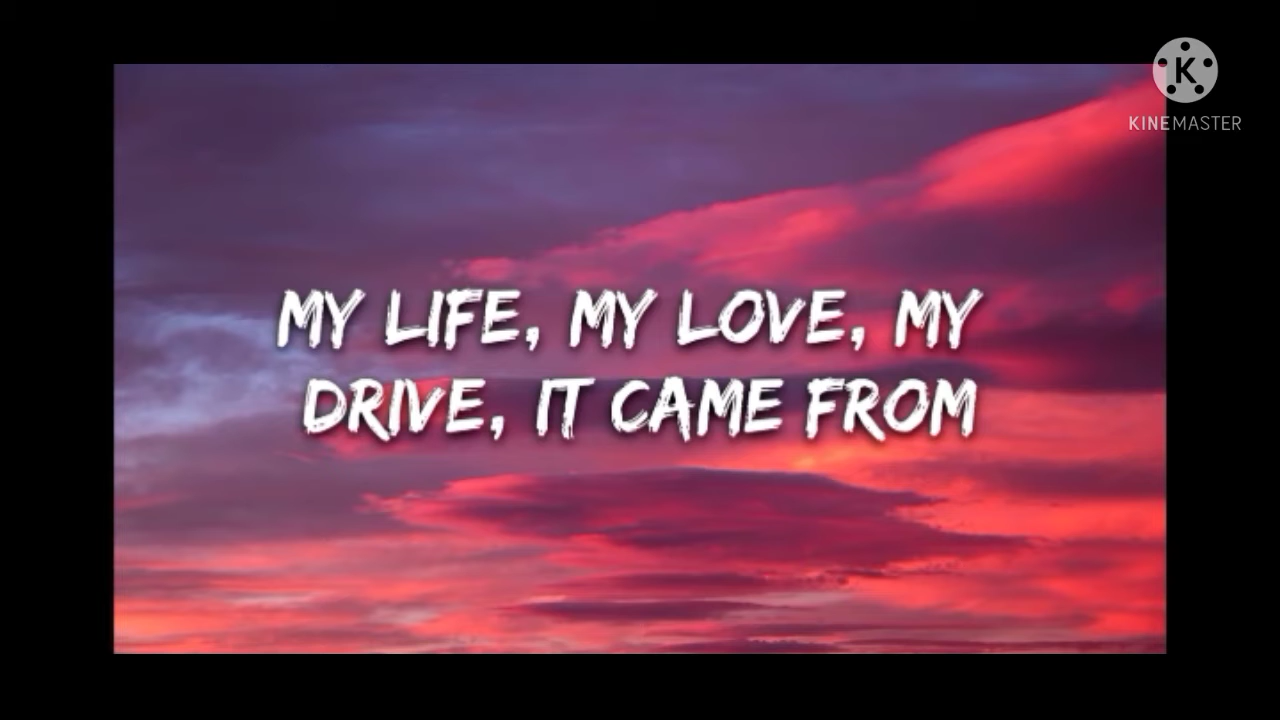 K
KINEMASTER
MY LIFE, MY LOVE, MY
DRIVE, IT CAME FROM